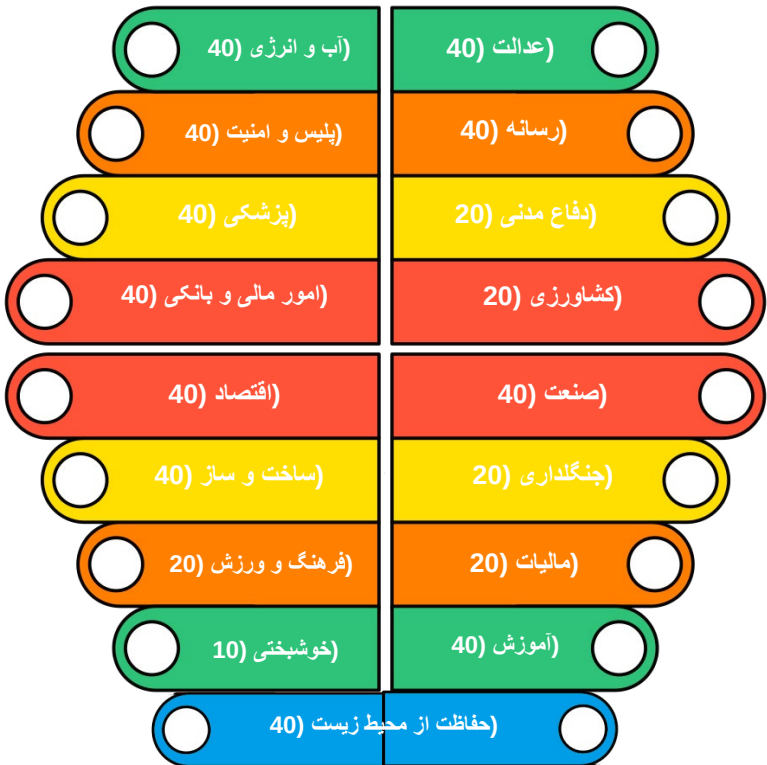 عدالت (40)
آب و انرژی (40)
رسانه (40)
پلیس و امنیت (40)
دفاع مدنی (20)
پزشکی (40)
کشاورزی (20)
امور مالی و بانکی (40)
صنعت (40)
اقتصاد (40)
جنگلداری (20)
ساخت و ساز (40)
مالیات (20)
فرهنگ و ورزش (20)
آموزش (40)
خوشبختی (10)
حفاظت از محیط زیست (40)